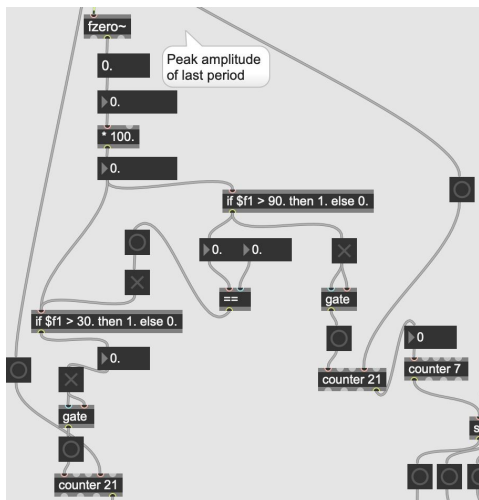 fzero~
Peak amplitude
of last period
0.
0.
* 100.
0.
if $f1 > 90. then 1. else 0.
0.
0.
==
gate
if $f1 > 30. then 1. else 0.
0.
0
counter 21
counter 7
gate
s
counter 21